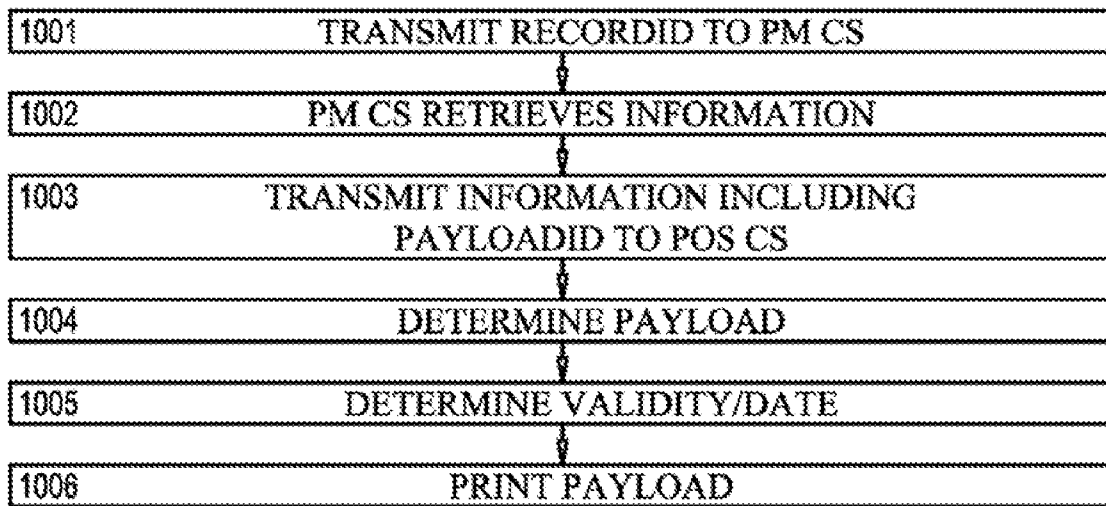 1001 TRANSMIT RECORDID TO PM CS
1002 PM CS RETRIEVES INFORMATION
1003 TRANSMIT INFORMATION INCLUDING
PAYLOADID TO POS CS
1004 DETERMINE PAYLOAD
1005 DETERMINE VALIDITY/DATE
1006 PRINT PAYLOAD